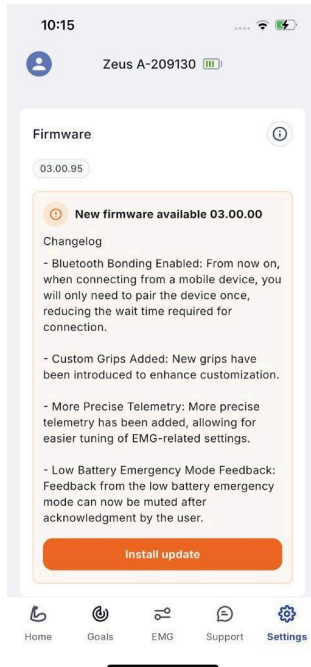 10:15
Zeus A-209130
Firmware
03.00.95
New firmware available 03.00.00
Changelog
- Bluetooth Bonding Enabled: From now on,
when connecting from a mobile device, you
will only need to pair the device once,
reducing the wait time required for
connection.
- Custom Grips Added: New grips have
been introduced to enhance customization.
- More Precise Telemetry: More precise
telemetry has been added, allowing for
easier tuning of EMG-related settings.
- Low Battery Emergency Mode Feedback:
Feedback from the low battery emergency
mode can now be muted after
acknowledgment by the user.
Install update
Home
Goals
EMG
Support
Settings